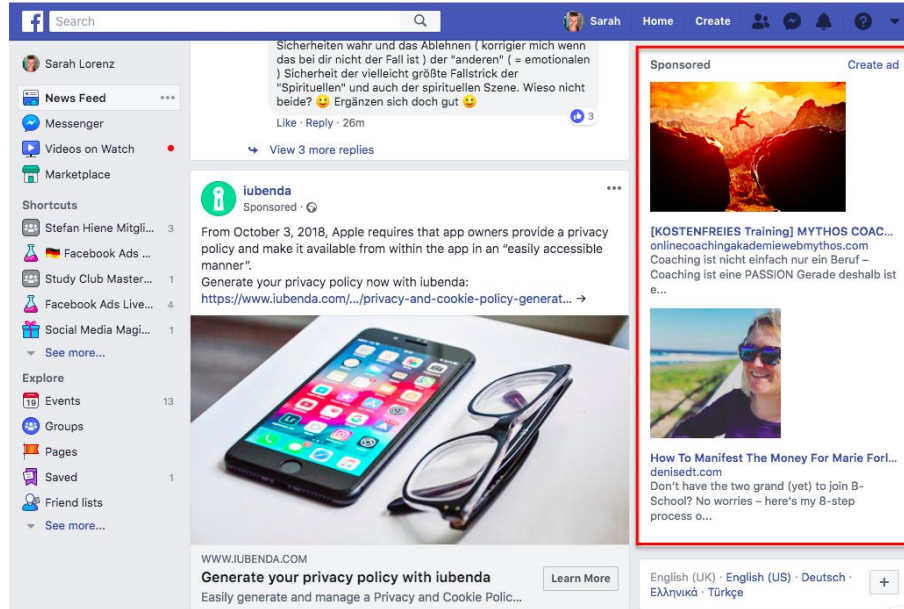 Search
Sarah
Home
Create
Sarah Lorenz
News Feed
Messenger
Videos on Watch
Marketplace
Shortcuts
Stefan Hiene Mitgli... 3
Facebook Ads ...
Study Club Master... 1
Facebook Ads Live... 4
Social Media Magi... 1
See more...
Explore
19 Events 13
Groups
Pages
Saved 1
Friend lists
See more...
Sicherheiten wahr und das Ablehnen ( korrigier mich wenn
das bei dir nicht der Fall ist ) der "anderen" ( = emotionalen
) Sicherheit der vielleicht größte Fallstrick der
"Spirituellen" und auch der spirituellen Szene. Wieso nicht
beide? 🙂 Ergänzen sich doch gut 🙂
3
Like · Reply · 26m
View 3 more replies
iubenda
Sponsored ·
From October 3, 2018, Apple requires that app owners provide a privacy
policy and make it available from within the app in an "easily accessible
manner".
Generate your privacy policy now with iubenda:
https://www.iubenda.com/.../privacy-and-cookie-policy-generat... →
WWW.IUBENDA.COM
Generate your privacy policy with iubenda
Easily generate and manage a Privacy and Cookie Polic...
Learn More
Sponsored
Create ad
[KOSTENFREIES Training] MYTHOS COAC...
onlinecoachingakademiewebmythos.com
Coaching ist nicht einfach nur ein Beruf –
Coaching ist eine PASSION Gerade deshalb ist
e...
How To Manifest The Money For Marie Forl...
denisedt.com
Don't have the two grand (yet) to join B-
School? No worries – here's my 8-step
process o...
English (UK) · English (US) · Deutsch ·
Ελληνικά · Türkçe
+